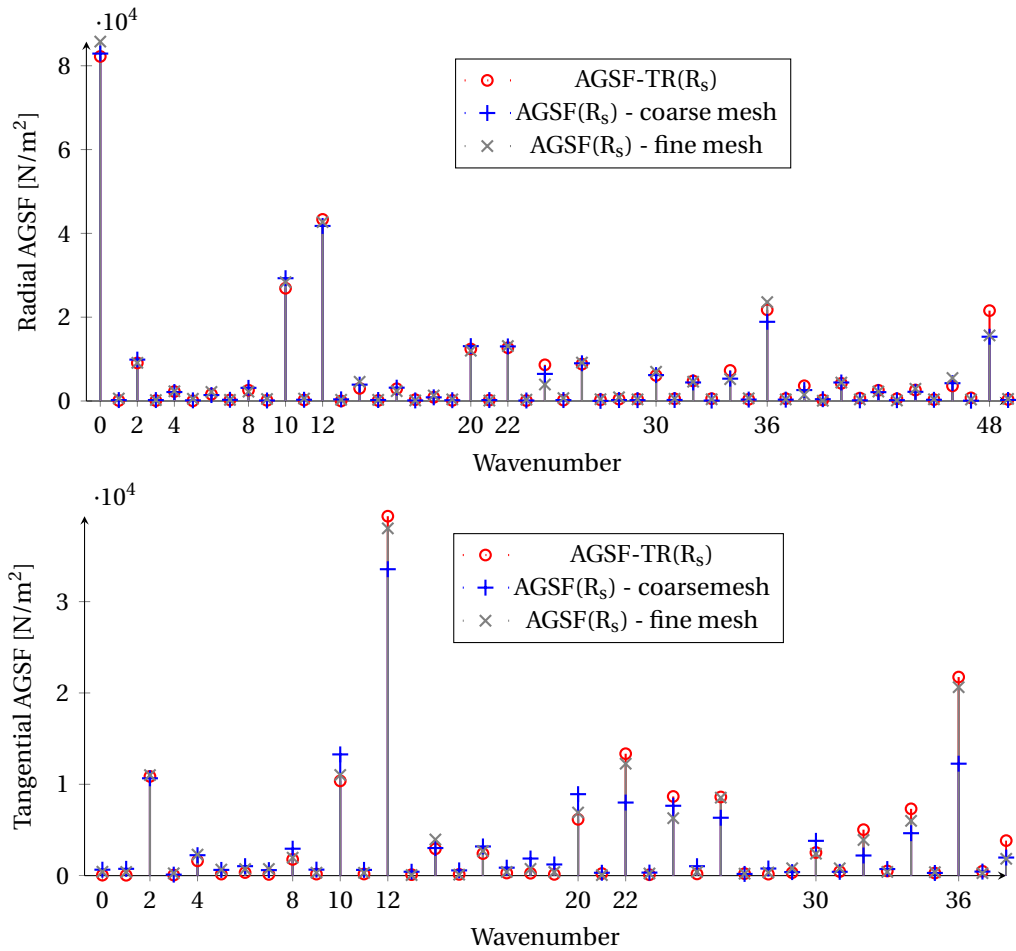 ·10⁴
8
6
4
2
0
Radial AGSF [N/m²]
AGSF-TR(Rₛ)
AGSF(Rₛ) - coarse mesh
AGSF(Rₛ) - fine mesh
0 2 4 8 10 12 20 22 30 36 48
Wavenumber
·10⁴
3
2
1
0
Tangential AGSF [N/m²]
AGSF-TR(Rₛ)
AGSF(Rₛ) - coarsemesh
AGSF(Rₛ) - fine mesh
0 2 4 8 10 12 20 22 30 36
Wavenumber